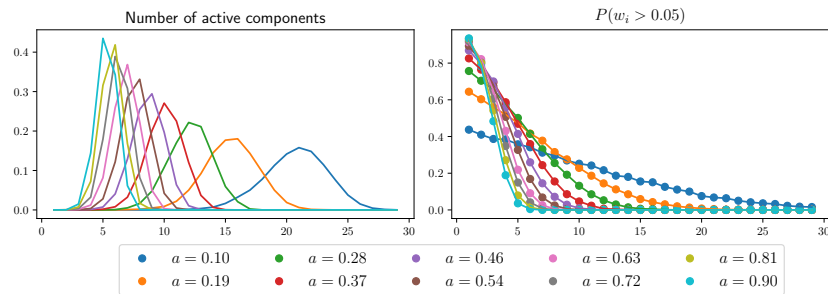 Number of active components
P(w_i > 0.05)
0.4
0.3
0.2
0.1
0.0
0.8
0.6
0.4
0.2
0.0
0 5 10 15 20 25 30
0 5 10 15 20 25 30
a = 0.10 a = 0.28 a = 0.46 a = 0.63 a = 0.81
a = 0.19 a = 0.37 a = 0.54 a = 0.72 a = 0.90